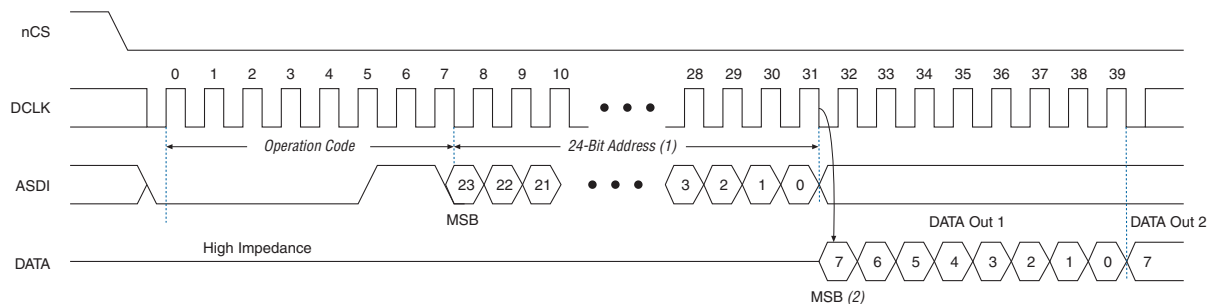 nCS
0 1 2 3 4 5 6 7 8 9 10 28 29 30 31 32 33 34 35 36 37 38 39
DCLK
Operation Code 24-Bit Address (1)
ASDI 23 22 21 3 2 1 0
MSB
DATA Out 1 DATA Out 2
High Impedance
DATA 7 6 5 4 3 2 1 0 7
MSB (2)